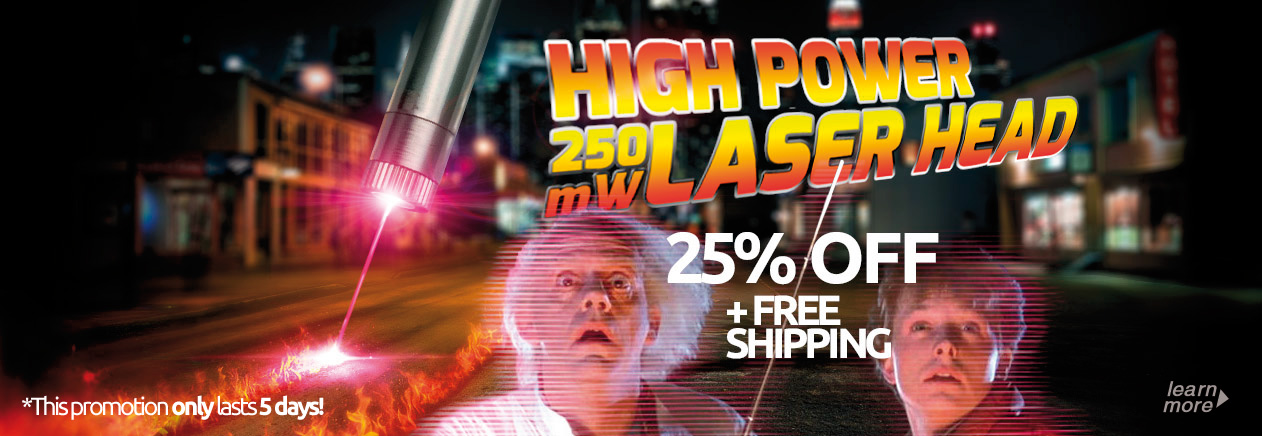 HIGH POWER
250 mW LASER HEAD
25% OFF
+ FREE
SHIPPING
*This promotion only lasts 5 days!
learn
more